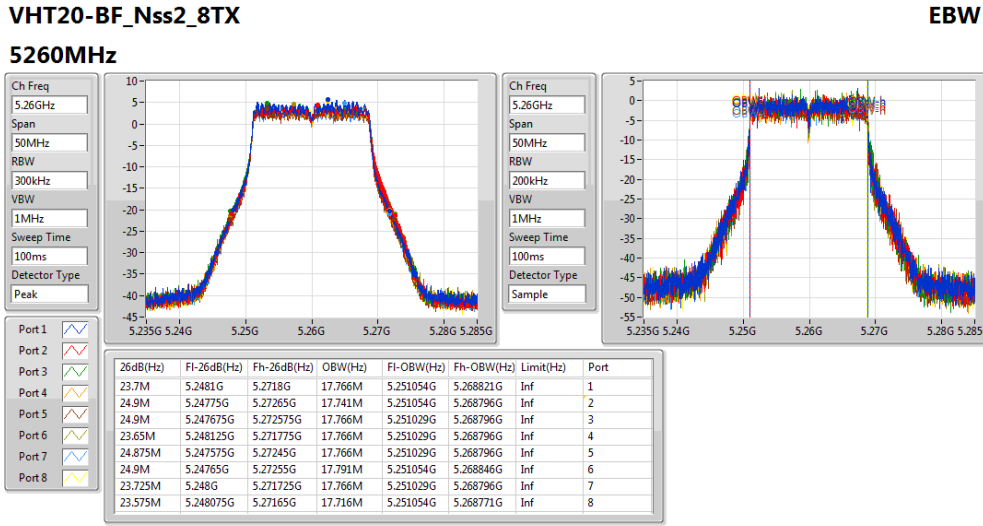 VHT20-BF_Nss2_8TX EBW
5260MHz
Ch Freq
5.26GHz
Span
50MHz
RBW
300kHz
VBW
1MHz
Sweep Time
100ms
Detector Type
Peak
10
5
0
-5
-10
-15
-20
-25
-30
-35
-40
-45
5.235G 5.24G 5.25G 5.26G 5.27G 5.28G 5.285G
Ch Freq
5.26GHz
Span
50MHz
RBW
200kHz
VBW
1MHz
Sweep Time
100ms
Detector Type
Sample
5
0
-5
-10
-15
-20
-25
-30
-35
-40
-45
-50
-55
5.235G 5.24G 5.25G 5.26G 5.27G 5.28G 5.285
Port 1
Port 2
Port 3
Port 4
Port 5
Port 6
Port 7
Port 8
26dB(Hz) Fl-26dB(Hz) Fh-26dB(Hz) OBW(Hz) Fl-OBW(Hz) Fh-OBW(Hz) Limit(Hz) Port
23.7M 5.2481G 5.2718G 17.766M 5.251054G 5.268821G Inf 1
24.9M 5.24775G 5.27265G 17.741M 5.251054G 5.268796G Inf 2
24.9M 5.247675G 5.272575G 17.766M 5.251029G 5.268796G Inf 3
23.65M 5.248125G 5.271775G 17.766M 5.251029G 5.268796G Inf 4
24.875M 5.247575G 5.27245G 17.766M 5.251029G 5.268796G Inf 5
24.9M 5.24765G 5.27255G 17.791M 5.251054G 5.268846G Inf 6
23.725M 5.248G 5.271725G 17.766M 5.251029G 5.268796G Inf 7
23.575M 5.248075G 5.27165G 17.716M 5.251054G 5.268771G Inf 8